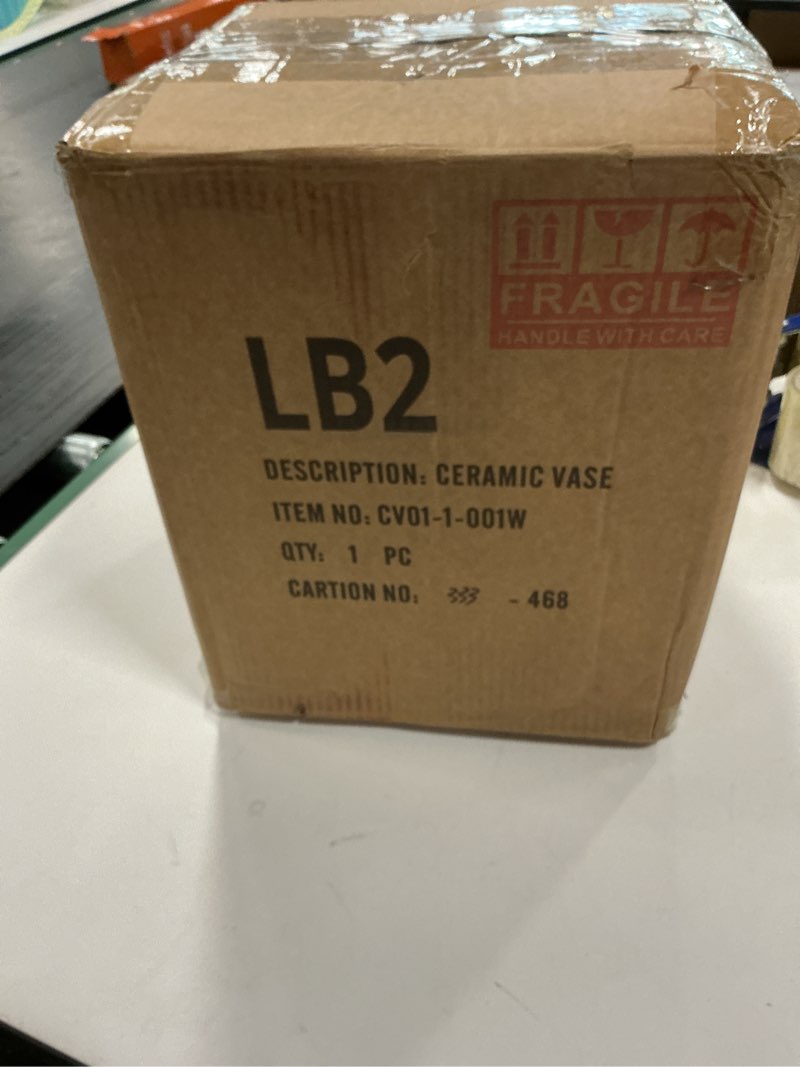 FRAGILE
HANDLE WITH CARE
LB2
DESCRIPTION: CERAMIC VASE
ITEM NO: CV01-1-001W
QTY: 1 PC
CARTION NO: 333 - 468